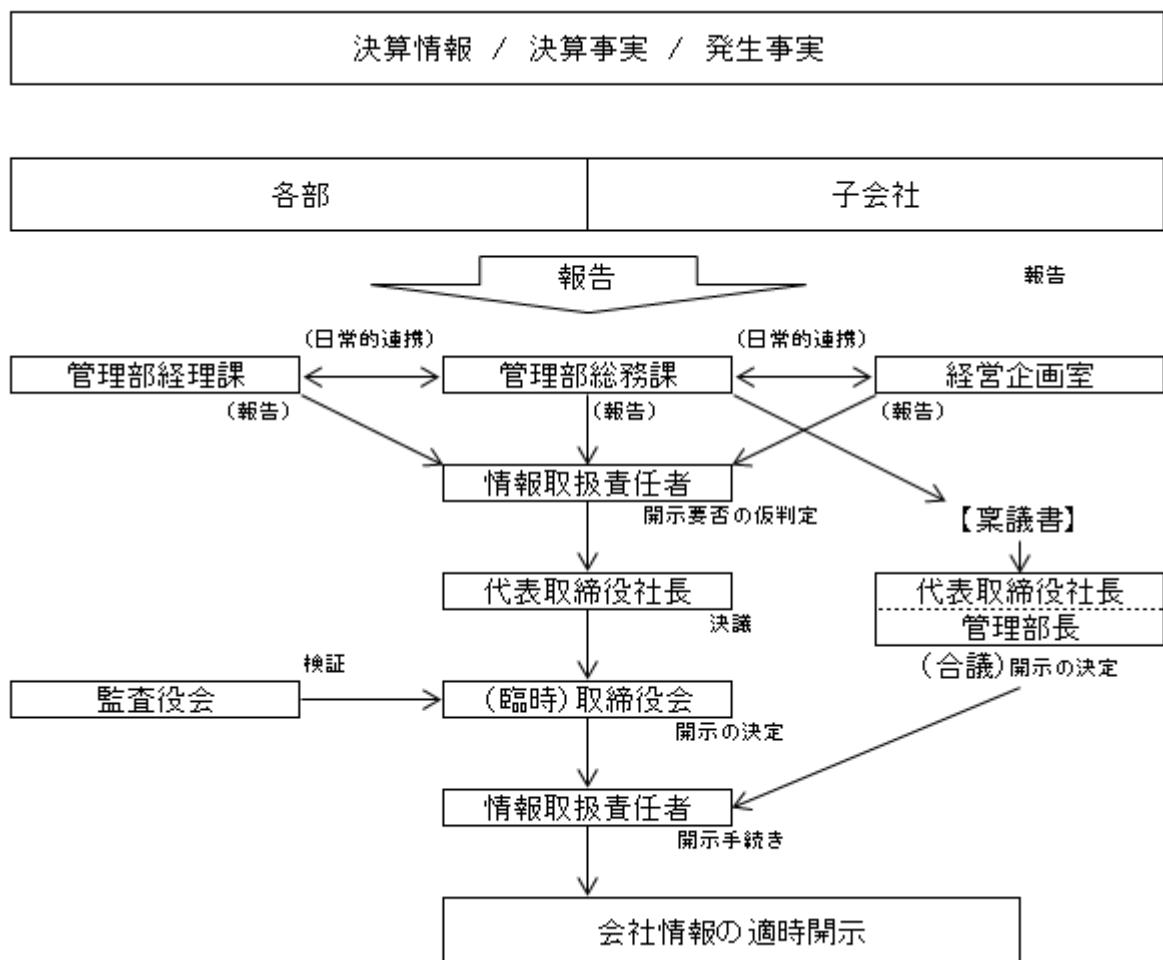 決算情報 / 決算事実 / 発生事実
各部 子会社
報告 報告
(日常的連携) (日常的連携)
管理部経理課 管理部総務課 経営企画室
(報告) (報告) (報告)
情報取扱責任者
開示要否の仮判定 【稟議書】
代表取締役社長 代表取締役社長
決議 管理部長
検証 (合議)開示の決定
監査役会 (臨時)取締役会
開示の決定
情報取扱責任者
開示手続き
会社情報の適時開示